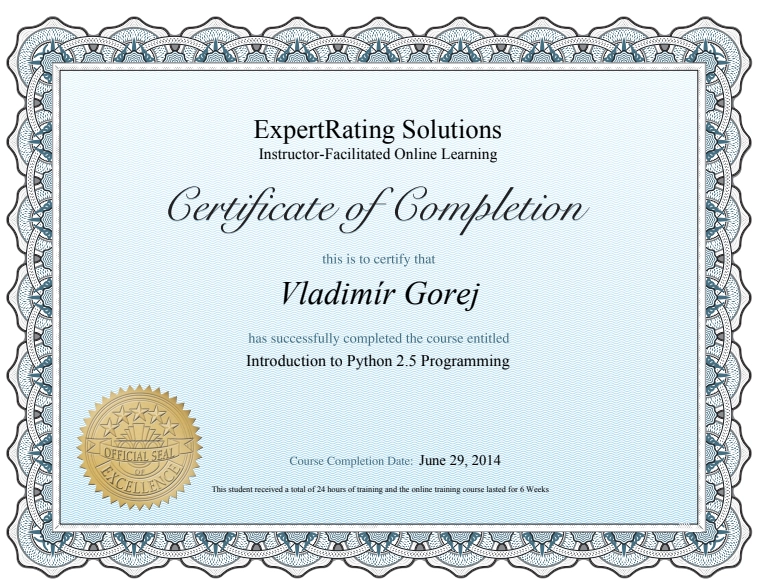 ExpertRating Solutions
Instructor-Facilitated Online Learning
Certificate of Completion
this is to certify that
Vladimír Gorej
has successfully completed the course entitled
Introduction to Python 2.5 Programming
OFFICIAL SEAL
OF
EXCELLENCE
Course Completion Date: June 29, 2014
This student received a total of 24 hours of training and the online training course lasted for 6 Weeks